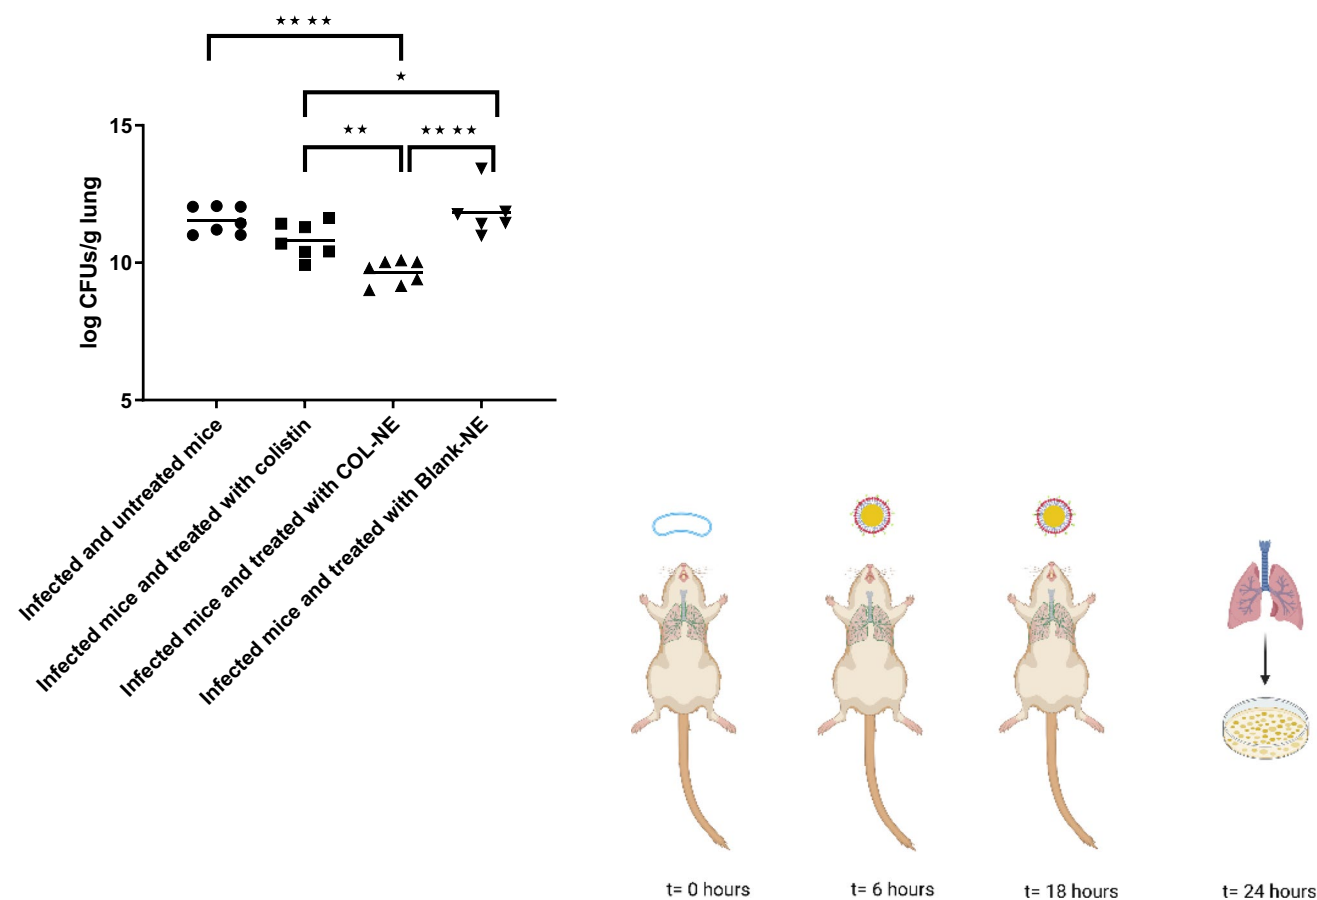 ★★ ★★
★
★★
★★ ★★
15
10
5
log CFUs/g lung
Infected and untreated mice
Infected mice and treated with colistin
Infected mice and treated with COL-NE
Infected mice and treated with Blank-NE
t= 0 hours
t= 6 hours
t= 18 hours
t= 24 hours